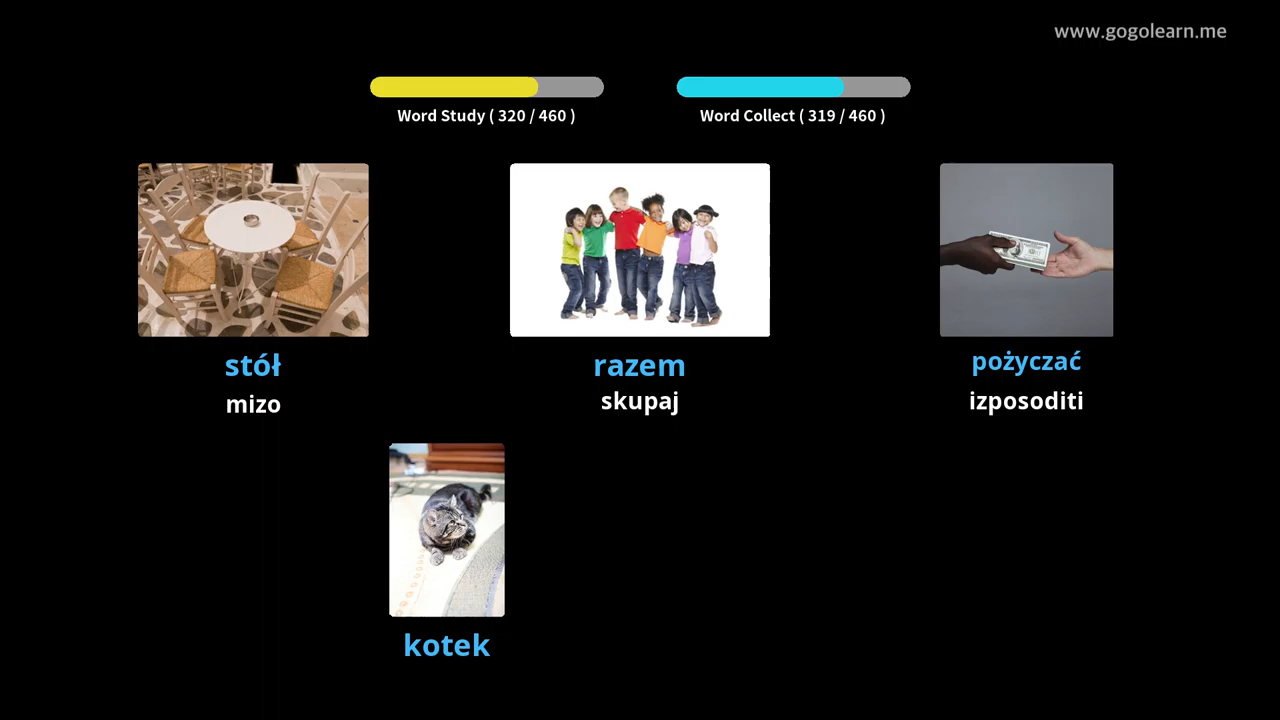 www.gogolearn.me
Word Study ( 320 / 460 )
Word Collect ( 319 / 460 )
stół
razem
pożyczać
mizo
skupaj
izposoditi
kotek